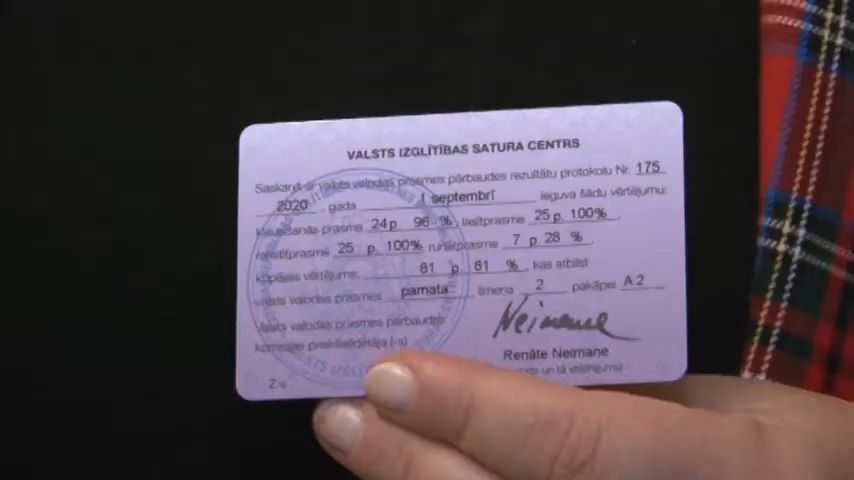 VALSTS IZGLĪTĪBAS SATURA CENTRS
Saskaņā ar valsts valodas prasmes pārbaudes rezultātu protokolu Nr. 175
2020 gada 1 septembrī ieguva šādu vērtējumu:
klausīšanās prasme 24 p 96 % lasītprasme 25 p 100%
rakstītprasme 25 p 100% runātprasme 7 p 28 %
kopējais vērtējums: 81 p 81 %, kas atbilst
valsts valodas prasmes pamata līmeņa 2 pakāpei A2
Valsts valodas prasmes pārbaudes
komisijas priekšsēdētāja (-s)
Neimane
Renāte Neimane
Z.v.